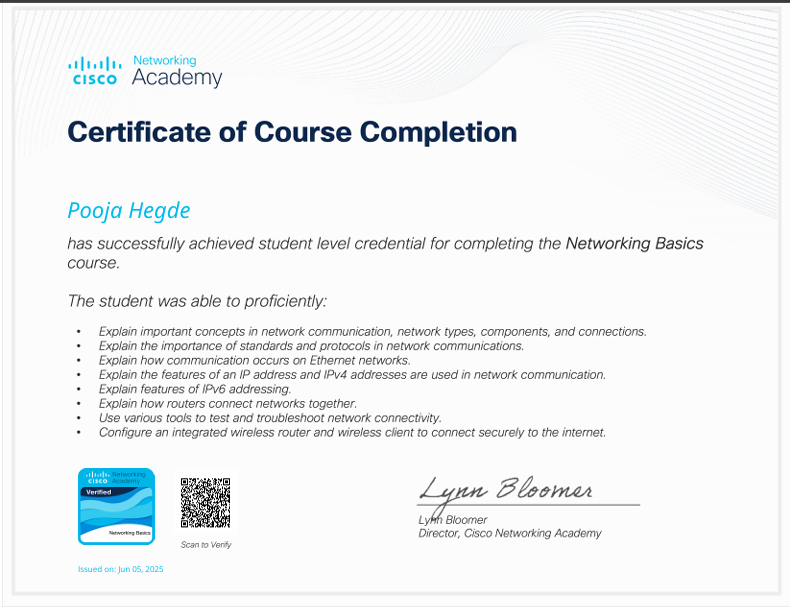 Networking
CISCO Academy
Certificate of Course Completion
Pooja Hegde
has successfully achieved student level credential for completing the Networking Basics
course.
The student was able to proficiently:
• Explain important concepts in network communication, network types, components, and connections.
• Explain the importance of standards and protocols in network communications.
• Explain how communication occurs on Ethernet networks.
• Explain the features of an IP address and IPv4 addresses are used in network communication.
• Explain features of IPv6 addressing.
• Explain how routers connect networks together.
• Use various tools to test and troubleshoot network connectivity.
• Configure an integrated wireless router and wireless client to connect securely to the internet.
Networking
CISCO Academy
Verified
Networking Basics
Scan to Verify
Lynn Bloomer
Lynn Bloomer
Director, Cisco Networking Academy
Issued on: Jun 05, 2025